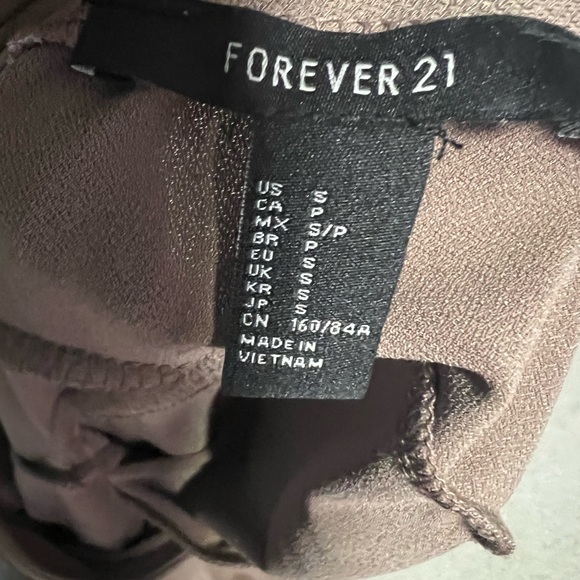 FOREVER 21
US S
CA P
MX S/P
BR P
EU S
UK S
KR S
JP S
CN 160/84A
MADE IN
VIETNAM